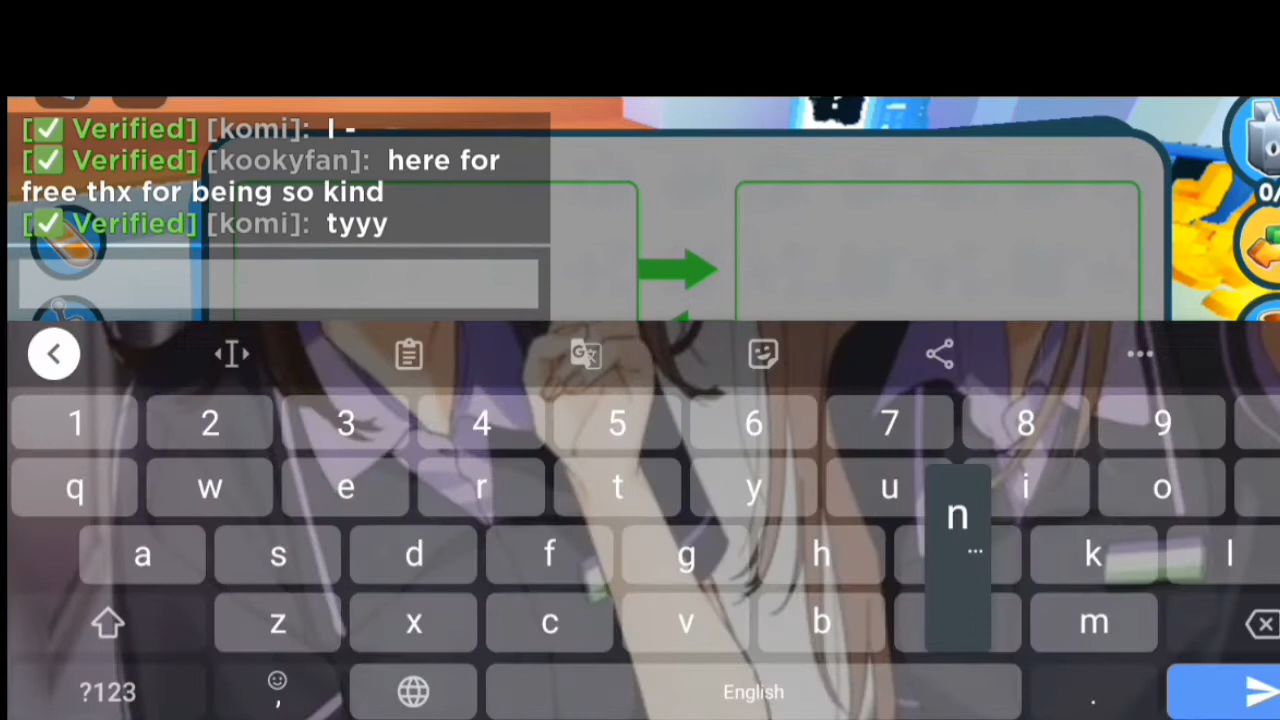 [✅ Verified] [komi]: I -
[✅ Verified] [kookyfan]: here for
free thx for being so kind
[✅ Verified] [komi]: tyyy
0/
1 2 3 4 5 6 7 8 9
q w e r t y u i o
n
a s d f g h k l
z x c v b m
?123 , English .